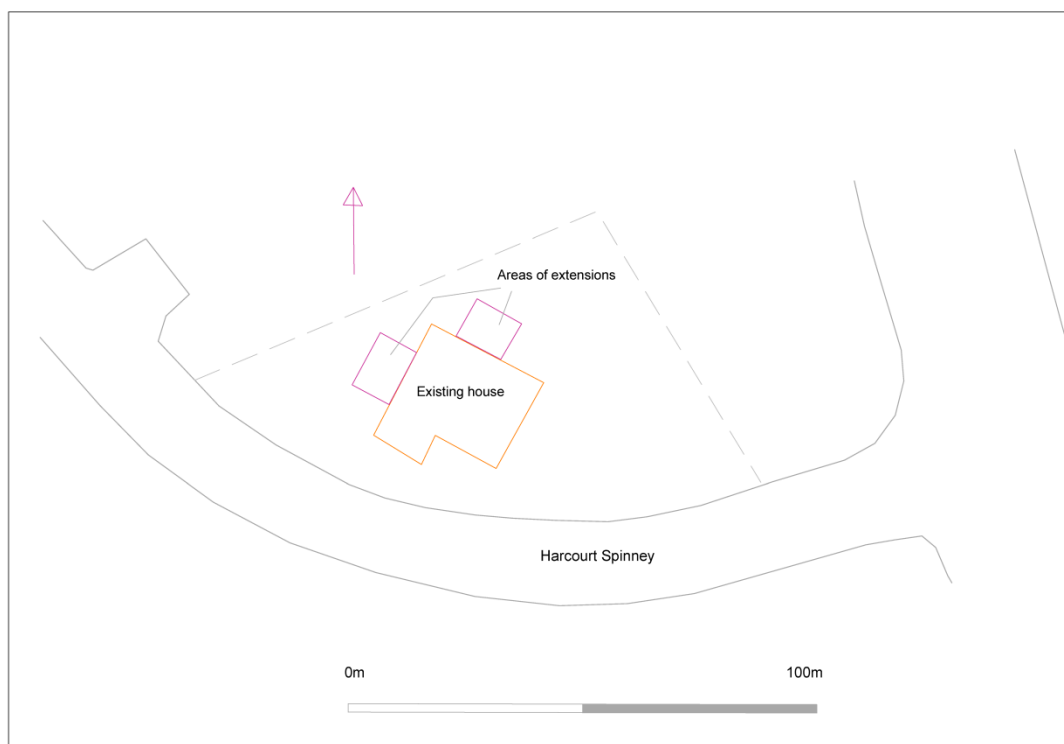 Areas of extensions
Existing house
Harcourt Spinney
0m
100m